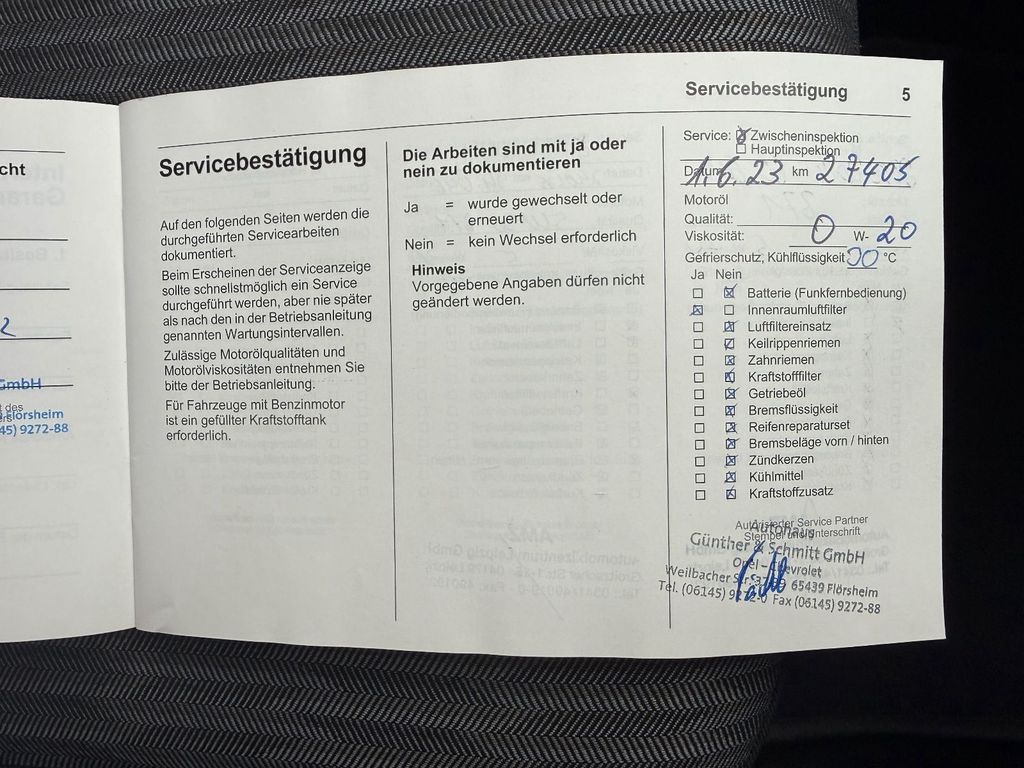 Servicebestätigung 5
cht
2
GmbH
t des
Flörsheim
45) 9272-88
Servicebestätigung
Auf den folgenden Seiten werden die
durchgeführten Servicearbeiten
dokumentiert.
Beim Erscheinen der Serviceanzeige
sollte schnellstmöglich ein Service
durchgeführt werden, aber nie später
als nach den in der Betriebsanleitung
genannten Wartungsintervallen.
Zulässige Motorölqualitäten und
Motorölviskositäten entnehmen Sie
bitte der Betriebsanleitung.
Für Fahrzeuge mit Benzinmotor
ist ein gefüllter Kraftstofftank
erforderlich.
Die Arbeiten sind mit ja oder
nein zu dokumentieren
Ja = wurde gewechselt oder
erneuert
Nein = kein Wechsel erforderlich
Hinweis
Vorgegebene Angaben dürfen nicht
geändert werden.
Service: Zwischeninspektion
Hauptinspektion
Datum 1.6.23 km 27405
Motoröl
Qualität:
Viskosität: 0 W- 20
Gefrierschutz, Kühlflüssigkeit °C
Ja Nein
Batterie (Funkfernbedienung)
Innenraumluftfilter
Luftfiltereinsatz
Keilrippenriemen
Zahnriemen
Kraftstofffilter
Getriebeöl
Bremsflüssigkeit
Reifenreparaturset
Bremsbeläge vorn / hinten
Zündkerzen
Kühlmittel
Kraftstoffzusatz
Autorisierter Service Partner
Autohaus
Günther & Schmitt GmbH
Opel - Chevrolet
Weilbacher Str. 65439 Flörsheim
Tel. (06145) Fax (06145) 9272-88